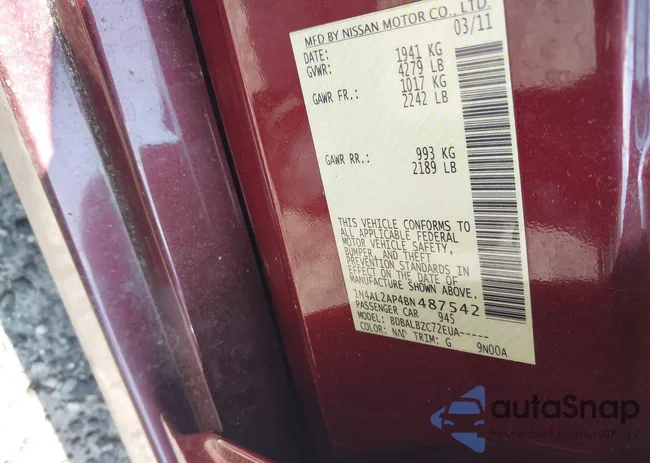 MFD BY NISSAN MOTOR CO., LTD.
DATE: 03/11
GVWR: 1941 KG
4279 LB
GAWR FR.: 1017 KG
2242 LB
GAWR RR.: 993 KG
2189 LB
THIS VEHICLE CONFORMS TO
ALL APPLICABLE FEDERAL
MOTOR VEHICLE SAFETY,
BUMPER, AND THEFT
PREVENTION STANDARDS IN
EFFECT ON THE DATE OF
MANUFACTURE SHOWN ABOVE.
1N4AL2AP4BN487542
PASSENGER CAR 945
MODEL: BDBALBZC72EUA-----
COLOR: NAD TRIM: G 9N00A
autoSnap